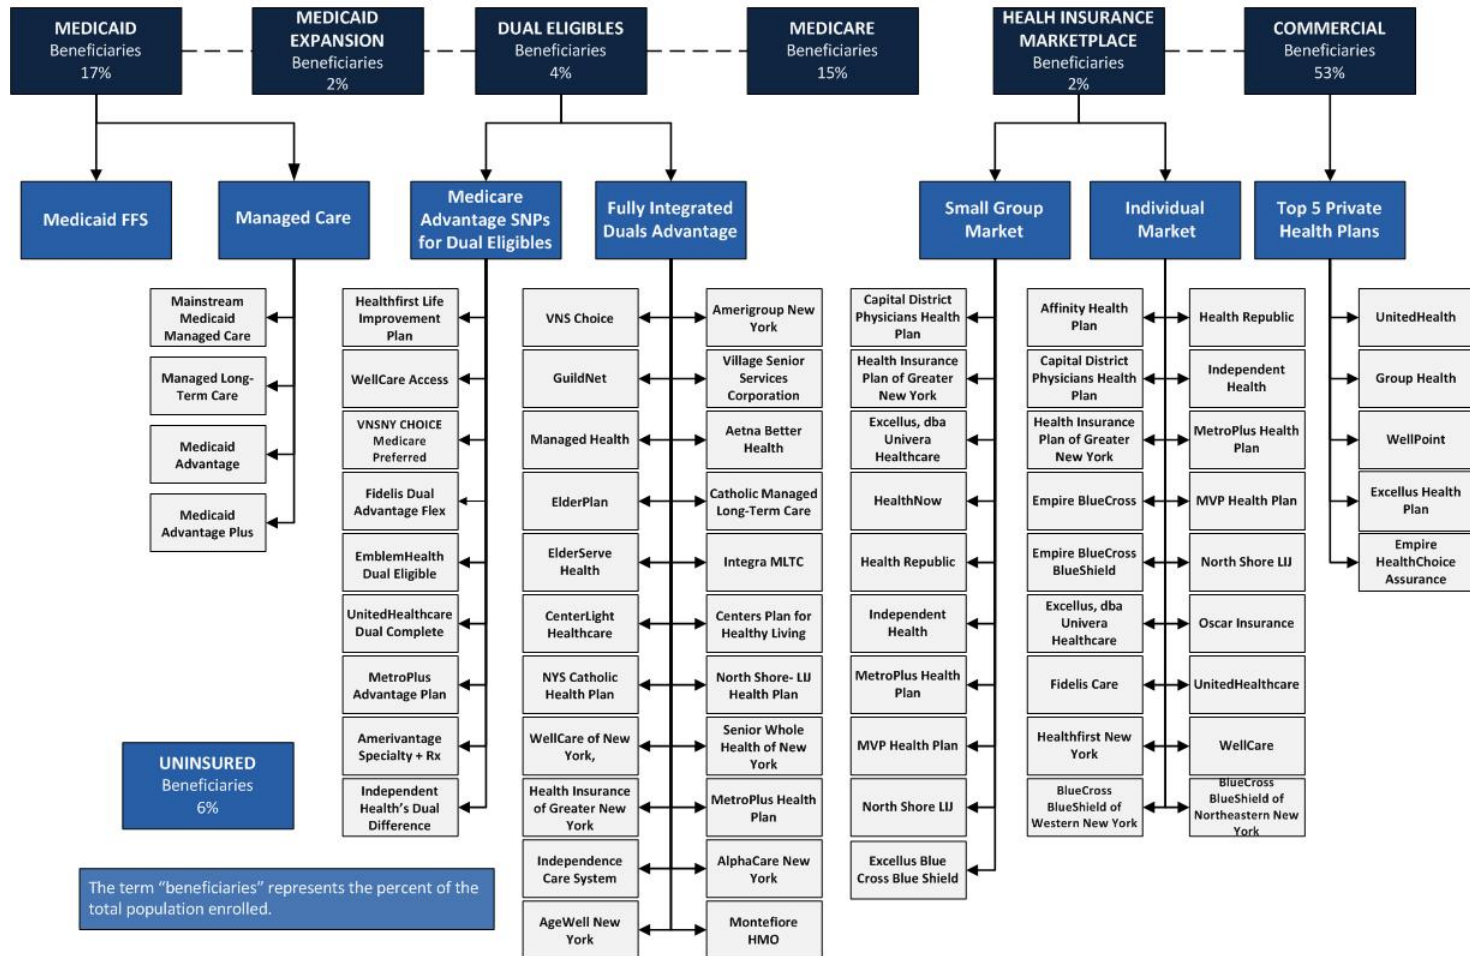 MEDICAID
Beneficiaries
17%
MEDICAID
EXPANSION
Beneficiaries
2%
DUAL ELIGIBLES
Beneficiaries
4%
MEDICARE
Beneficiaries
15%
HEALH INSURANCE
MARKETPLACE
Beneficiaries
2%
COMMERCIAL
Beneficiaries
53%
Medicaid FFS
Managed Care
Medicare
Advantage SNPs
for Dual Eligibles
Fully Integrated
Duals Advantage
Small Group
Market
Individual
Market
Top 5 Private
Health Plans
Mainstream
Medicaid
Managed Care
Managed Long-
Term Care
Medicaid
Advantage
Medicaid
Advantage Plus
Healthfirst Life
Improvement
Plan
WellCare Access
VNSNY CHOICE
Medicare
Preferred
Fidelis Dual
Advantage Flex
EmblemHealth
Dual Eligible
UnitedHealthcare
Dual Complete
MetroPlus
Advantage Plan
Amerivantage
Specialty + Rx
Independent
Health's Dual
Difference
VNS Choice
GuildNet
Managed Health
ElderPlan
ElderServe
Health
CenterLight
Healthcare
NYS Catholic
Health Plan
WellCare of New
York,
Health Insurance
of Greater New
York
Independence
Care System
AgeWell New
York
Amerigroup New
York
Village Senior
Services
Corporation
Aetna Better
Health
Catholic Managed
Long-Term Care
Integra MLTC
Centers Plan for
Healthy Living
North Shore- LIJ
Health Plan
Senior Whole
Health of New
York
MetroPlus Health
Plan
AlphaCare New
York
Montefiore
HMO
Capital District
Physicians Health
Plan
Health Insurance
Plan of Greater
New York
Excellus, dba
Univera
Healthcare
HealthNow
Health Republic
Independent
Health
MetroPlus Health
Plan
MVP Health Plan
North Shore LIJ
Excellus Blue
Cross Blue Shield
Affinity Health
Plan
Capital District
Physicians Health
Plan
Health Insurance
Plan of Greater
New York
Empire BlueCross
Empire BlueCross
BlueShield
Excellus, dba
Univera
Healthcare
Fidelis Care
Healthfirst New
York
BlueCross
BlueShield of
Western New York
Health Republic
Independent
Health
MetroPlus Health
Plan
MVP Health Plan
North Shore LIJ
Oscar Insurance
UnitedHealthcare
WellCare
BlueCross
BlueShield of
Northeastern New
York
UnitedHealth
Group Health
WellPoint
Excellus Health
Plan
Empire
HealthChoice
Assurance
UNINSURED
Beneficiaries
6%
The term "beneficiaries" represents the percent of the
total population enrolled.